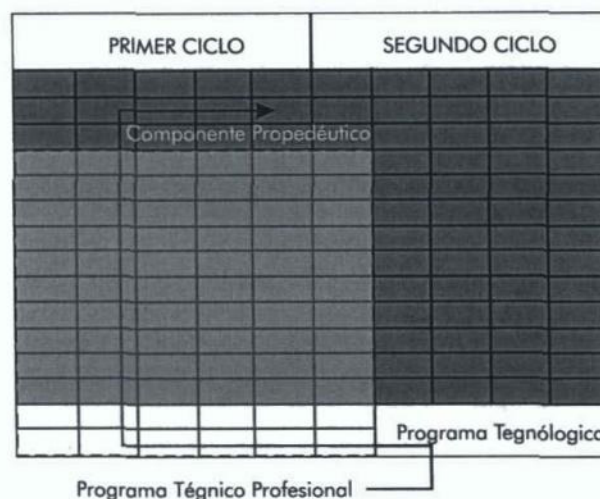 PRIMER CICLO
SEGUNDO CICLO
Componente Propedéutico
Programa Tegnólogico
Programa Tégnico Profesional